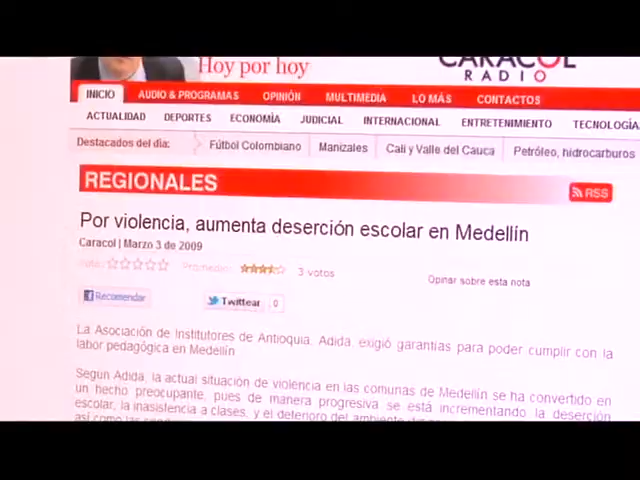 Hoy por hoy
CARACOL
RADIO
INICIO AUDIO & PROGRAMAS OPINIÓN MULTIMEDIA LO MÁS CONTACTOS
ACTUALIDAD DEPORTES ECONOMÍA JUDICIAL INTERNACIONAL ENTRETENIMIENTO TECNOLOGÍA
Destacados del día: Fútbol Colombiano Manizales Cali y Valle del Cauca Petróleo, hidrocarburos
REGIONALES
RSS
Por violencia, aumenta deserción escolar en Medellín
Caracol | Marzo 3 de 2009
Vota: Promedio: 3 votos
Opinar sobre esta nota
Recomendar Twittear 0
La Asociación de Institutores de Antioquia, Adida, exigió garantías para poder cumplir con la
labor pedagógica en Medellín
Según Adida, la actual situación de violencia en las comunas de Medellín se ha convertido en
un hecho preocupante, pues de manera progresiva se está incrementando la deserción
escolar, la inasistencia a clases, y el deterioro del ambiente
así como las